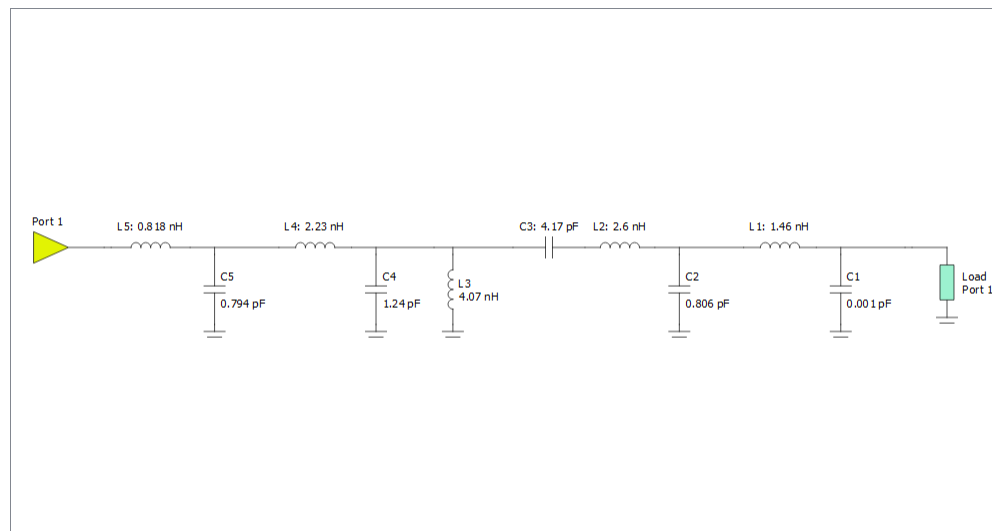 Port 1
L5: 0.818 nH
L4: 2.23 nH
C3: 4.17 pF
L2: 2.6 nH
L1: 1.46 nH
C5
0.794 pF
C4
1.24 pF
L3
4.07 nH
C2
0.806 pF
C1
0.001 pF
Load
Port 1